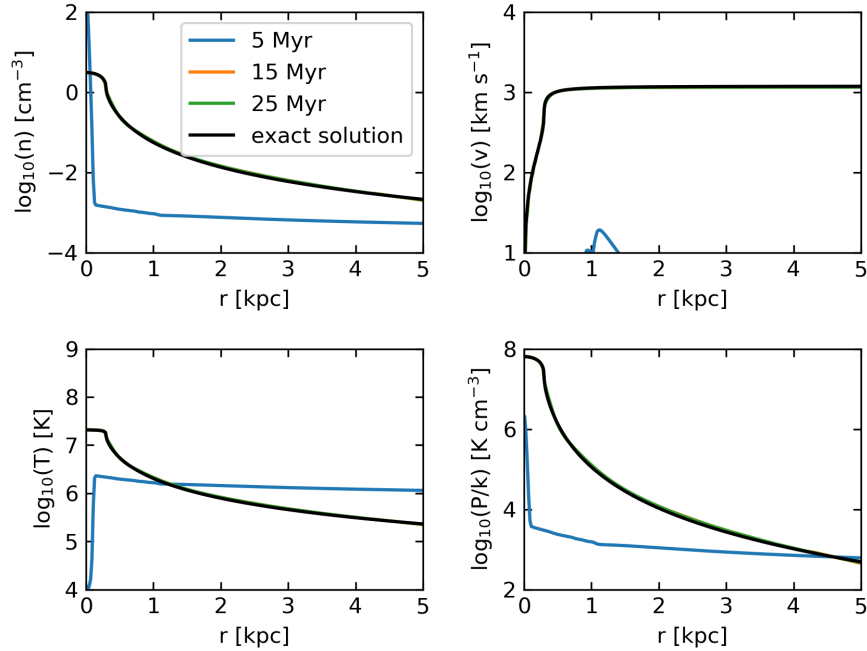 2
0
−2
−4
log₁₀(n) [cm⁻³]
5 Myr
15 Myr
25 Myr
exact solution
0 1 2 3 4 5
r [kpc]
4
3
2
1
log₁₀(v) [km s⁻¹]
0 1 2 3 4 5
r [kpc]
9
8
7
6
5
4
log₁₀(T) [K]
0 1 2 3 4 5
r [kpc]
8
6
4
2
log₁₀(P/k) [K cm⁻³]
0 1 2 3 4 5
r [kpc]